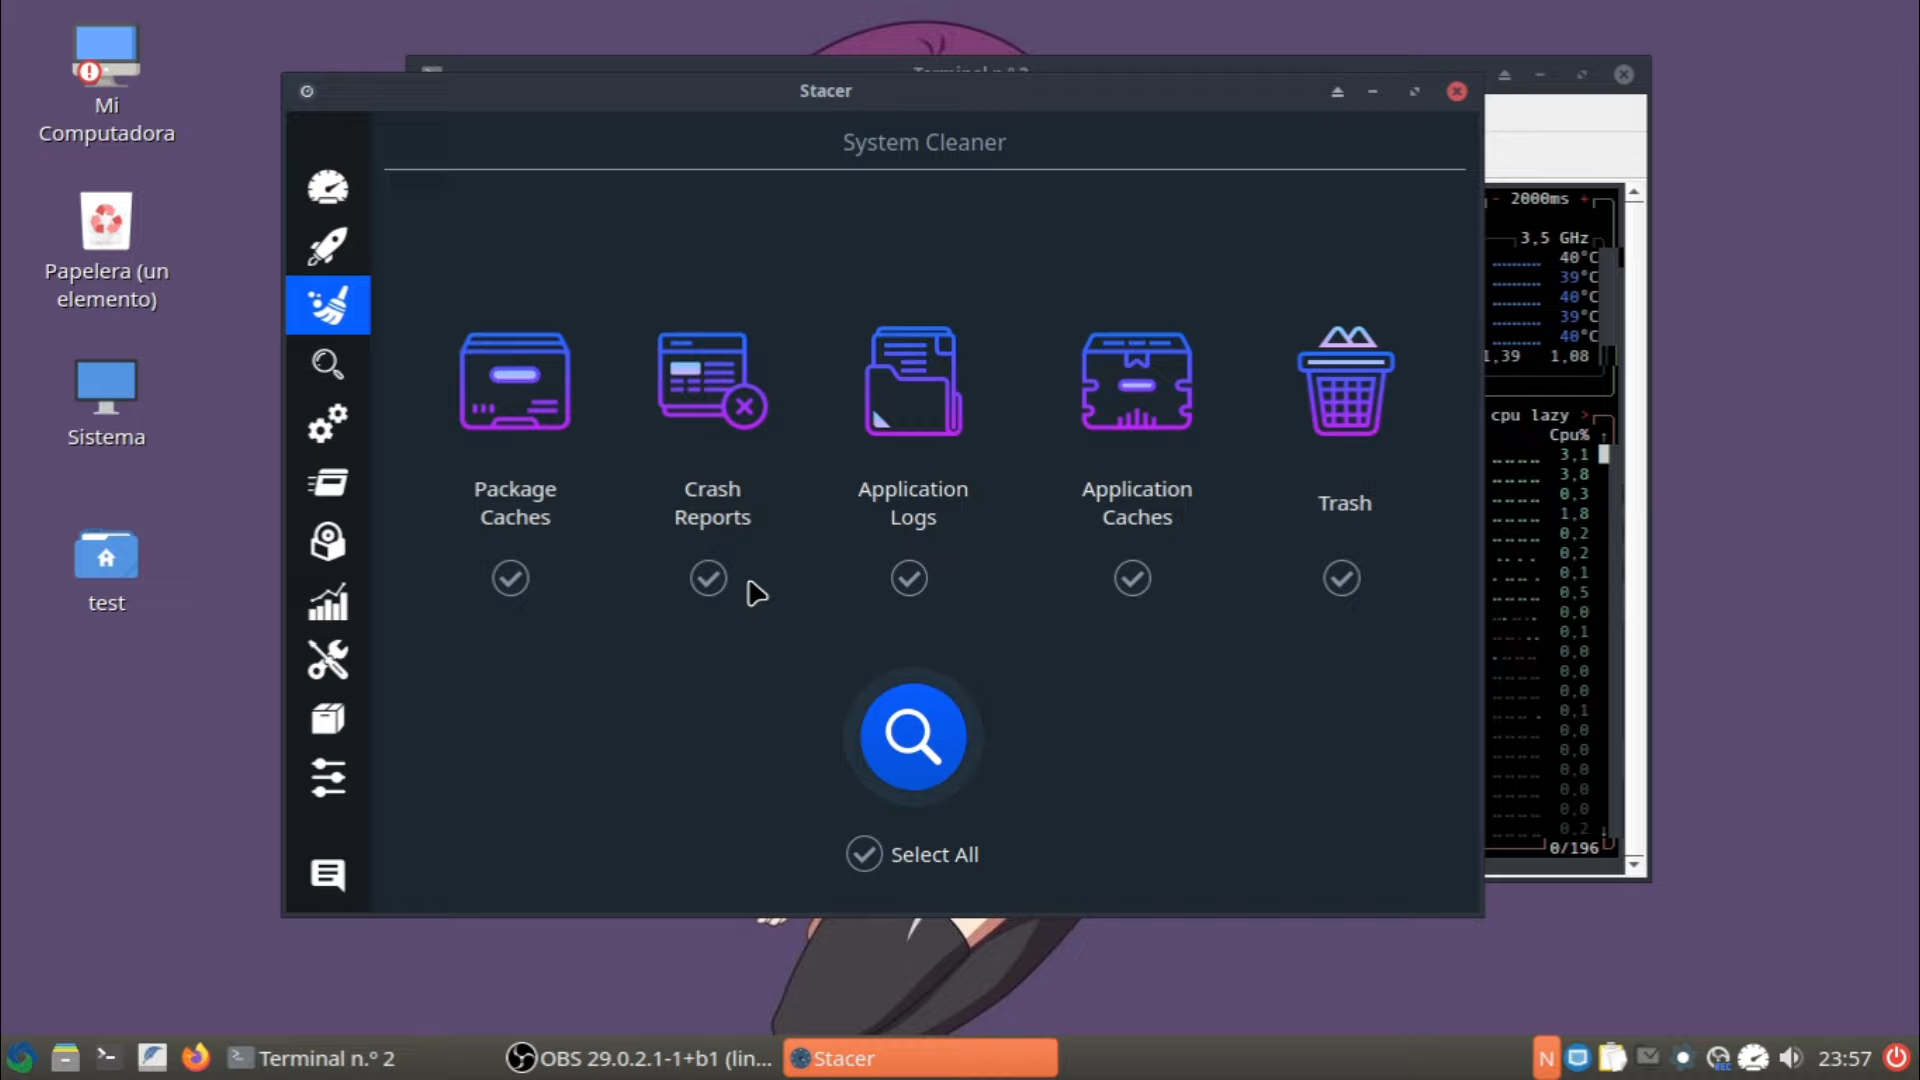 Mi
Computadora
Papelera (un
elemento)
Sistema
test
Stacer
System Cleaner
Package
Caches
Crash
Reports
Application
Logs
Application
Caches
Trash
Select All
- 2000ms +
3,5 GHz
40°C
39°C
40°C
39°C
40°C
1,39 1,08
cpu lazy >
Cpu% ↑
3,1
3,8
0,3
1,8
0,2
0,2
0,1
0,5
0,0
0,1
0,0
0,0
0,0
0,1
0,0
0,0
0,0
0,0
0,0
0,2 ↓
0/196
Terminal n.º 2
OBS 29.0.2.1-1+b1 (lin...
Stacer
N
REC
23:57